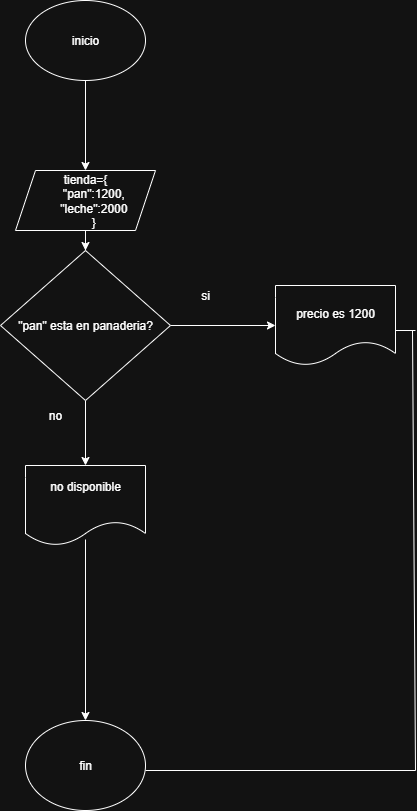 inicio
tienda={
"pan":1200,
"leche":2000
}
"pan" esta en panaderia?
si
precio es 1200
no
no disponible
fin